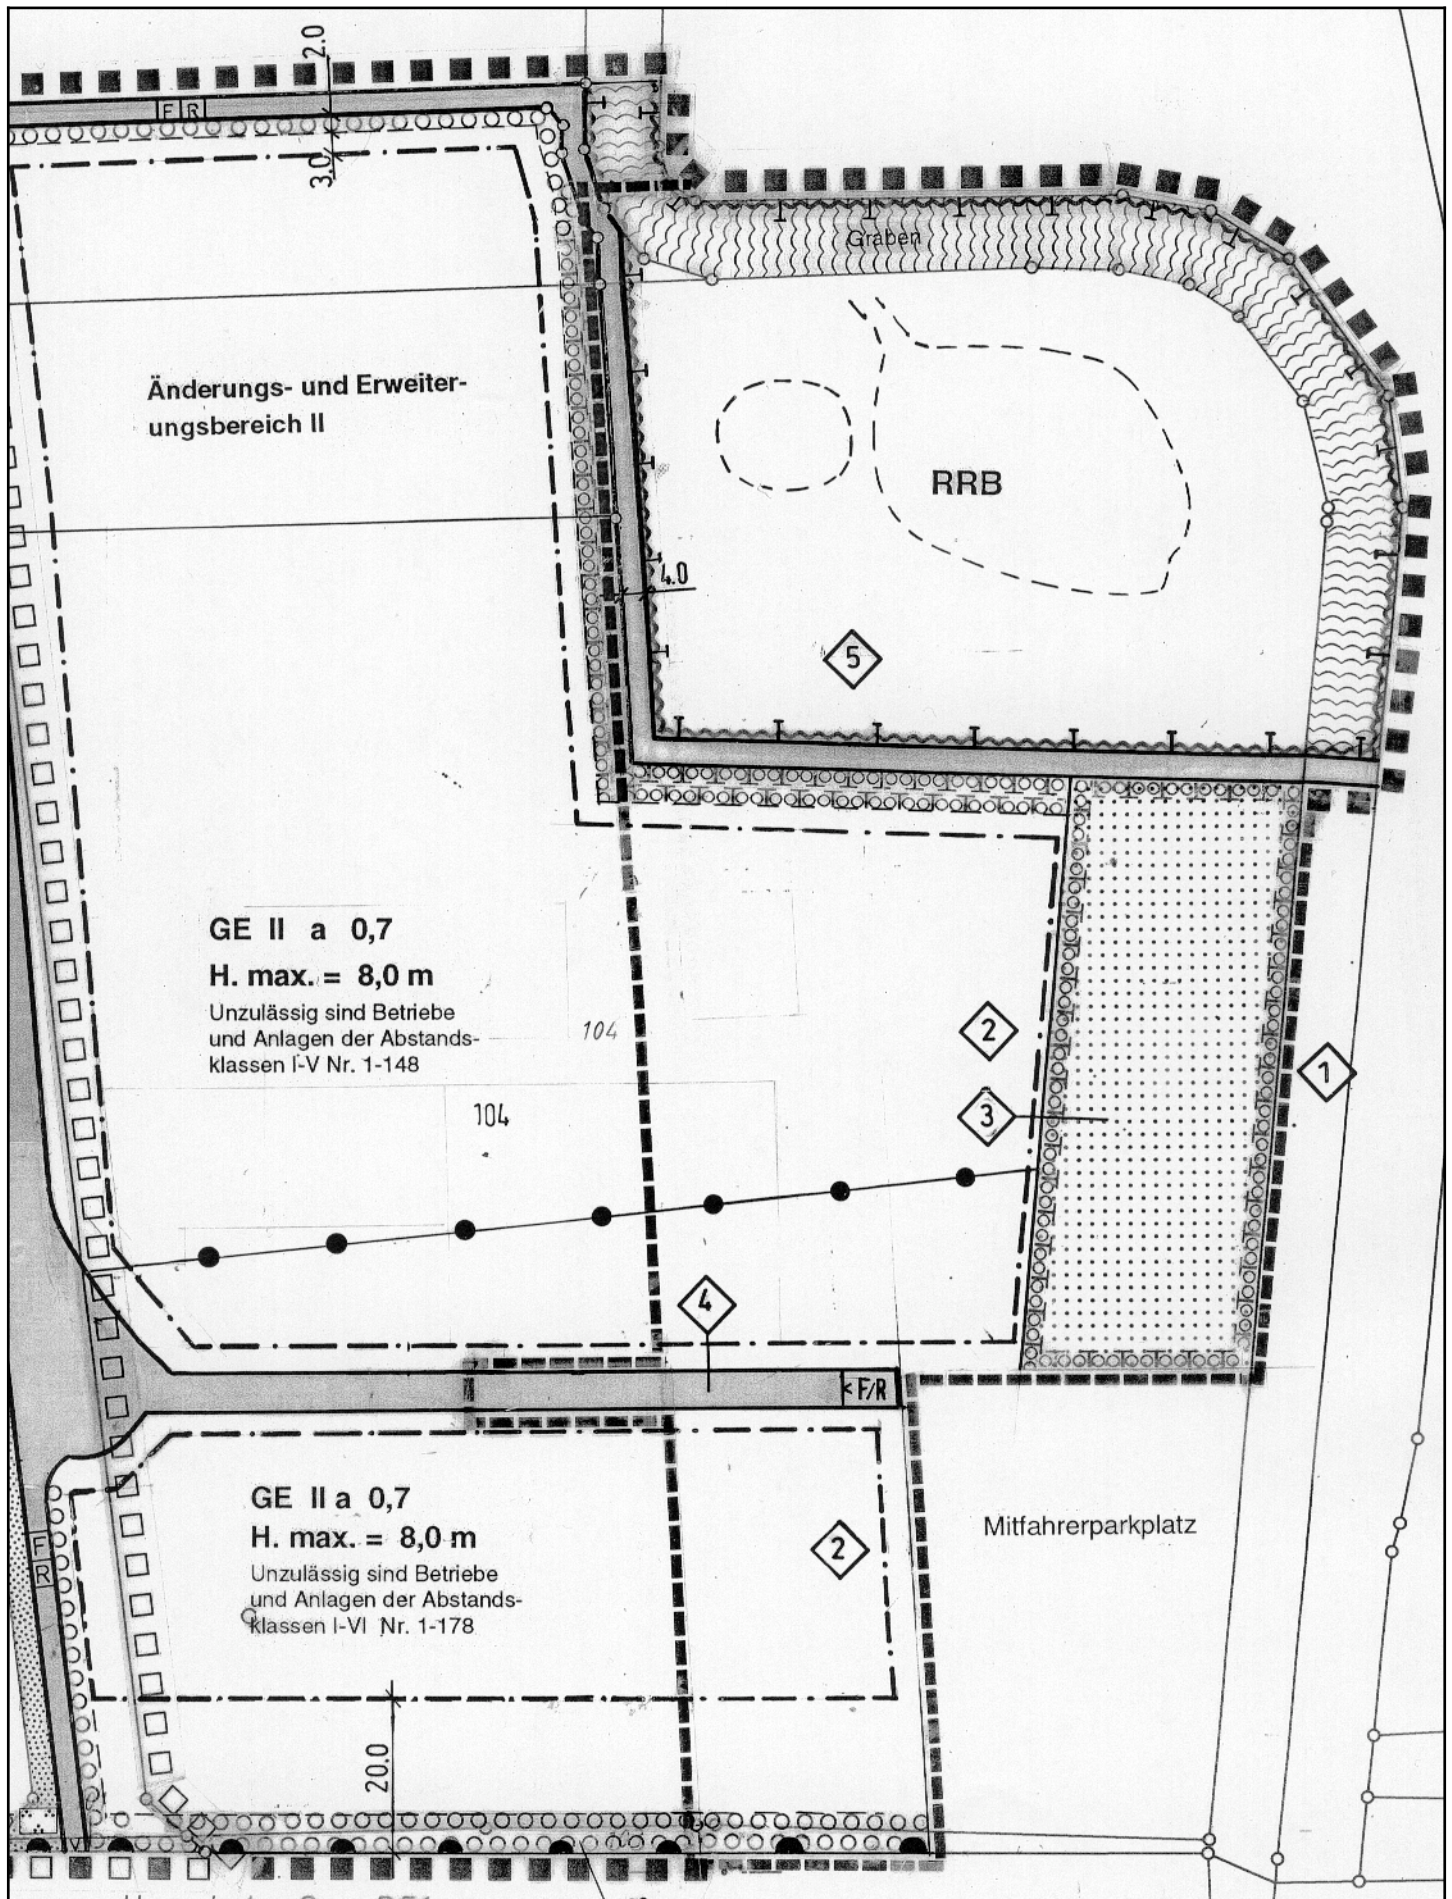 2.0
F R
3.0
Graben
Änderungs- und Erweiter-
ungsbereich II
RRB
4.0
5
GE II a 0,7
H. max. = 8,0 m
Unzulässig sind Betriebe
und Anlagen der Abstands-
klassen I-V Nr. 1-148
104
2
1
3
104
4
< F/R
GE II a 0,7
H. max. = 8,0 m
Unzulässig sind Betriebe
und Anlagen der Abstands-
klassen I-VI Nr. 1-178
Mitfahrerparkplatz
2
F
R
20.0